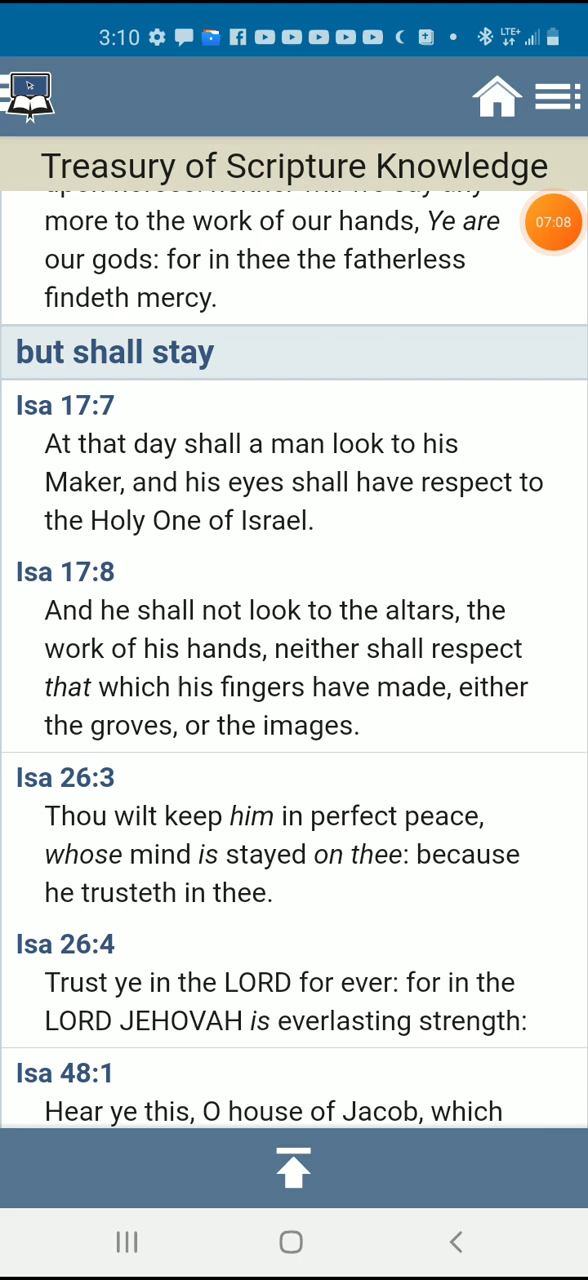 3:10
LTE+
Treasury of Scripture Knowledge
more to the work of our hands, Ye are
07:08
our gods: for in thee the fatherless
findeth mercy.
but shall stay
Isa 17:7
At that day shall a man look to his
Maker, and his eyes shall have respect to
the Holy One of Israel.
Isa 17:8
And he shall not look to the altars, the
work of his hands, neither shall respect
that which his fingers have made, either
the groves, or the images.
Isa 26:3
Thou wilt keep him in perfect peace,
whose mind is stayed on thee: because
he trusteth in thee.
Isa 26:4
Trust ye in the LORD for ever: for in the
LORD JEHOVAH is everlasting strength:
Isa 48:1
Hear ye this, O house of Jacob, which